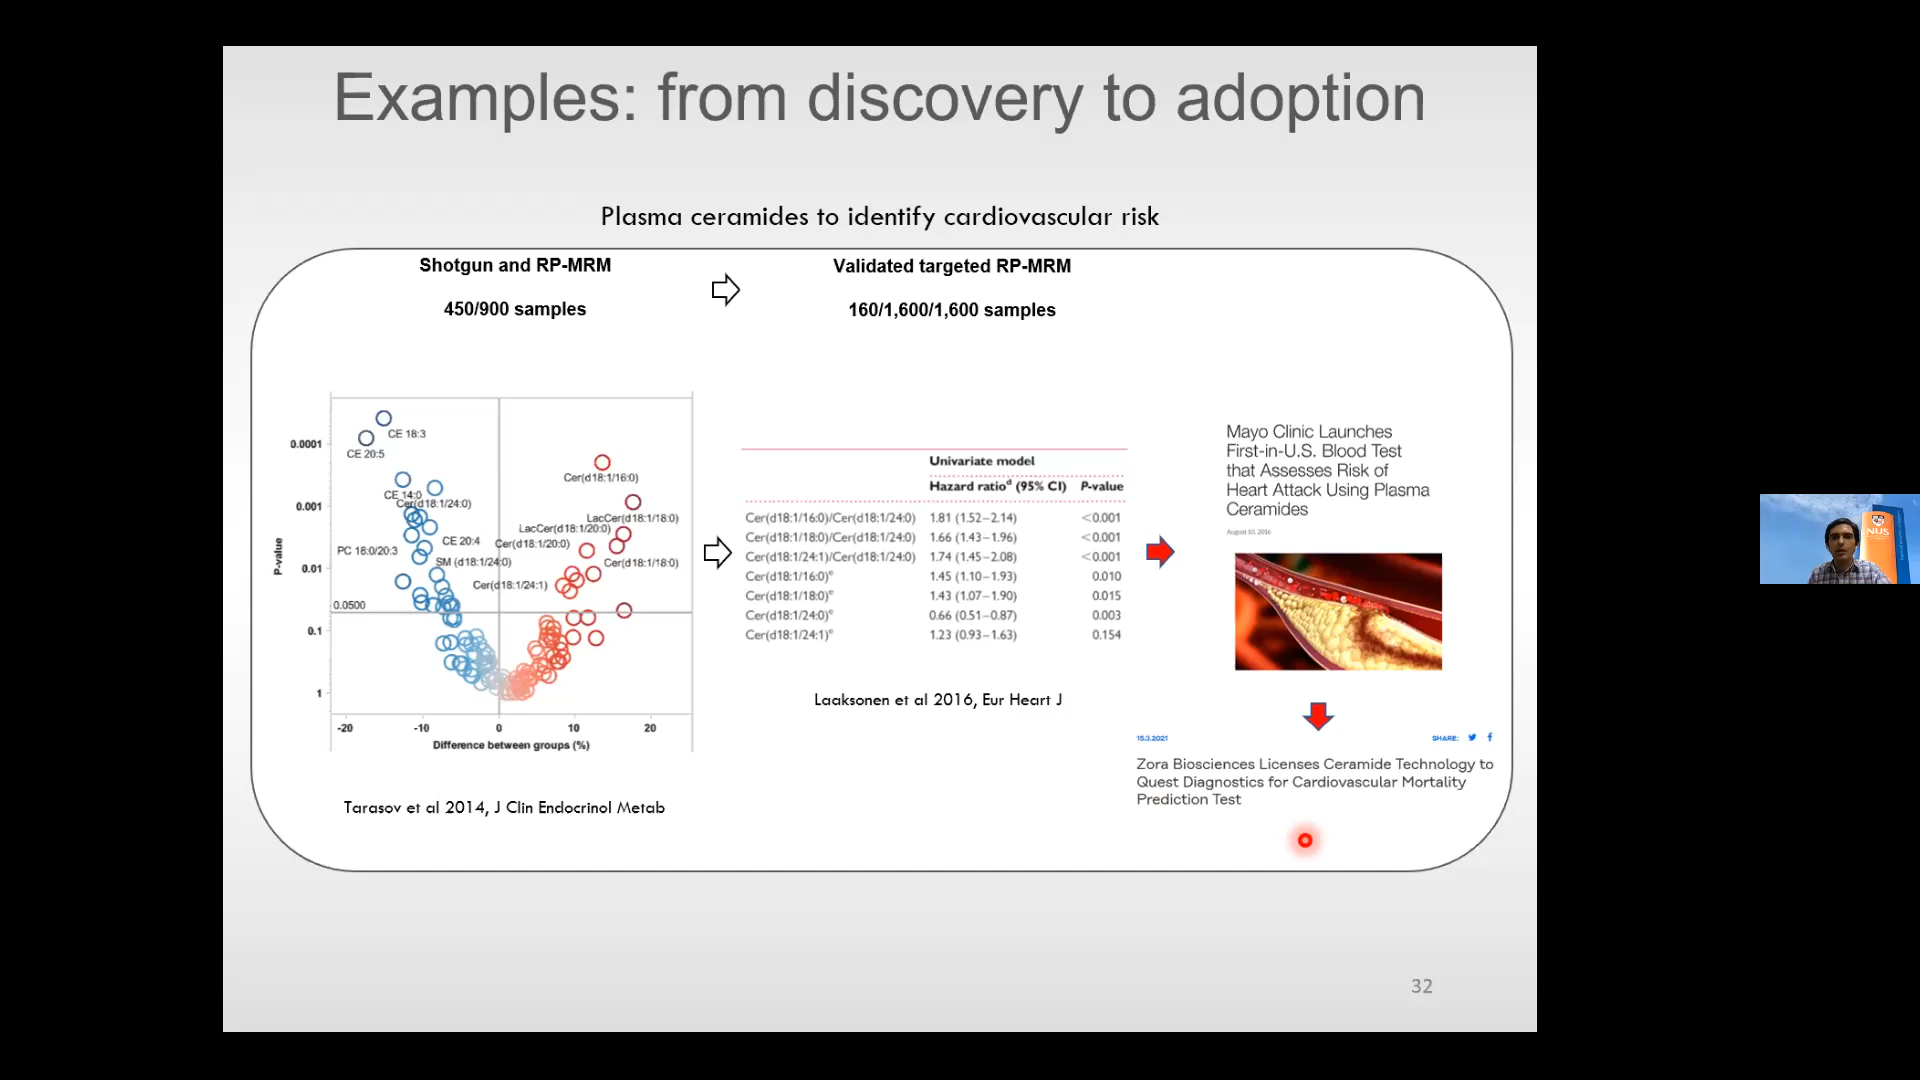 Examples: from discovery to adoption
Plasma ceramides to identify cardiovascular risk
Shotgun and RP-MRM
450/900 samples
Validated targeted RP-MRM
160/1,600/1,600 samples
P-value
0.0001
0.001
0.01
0.0500
0.1
1
CE 18:3
CE 20:5
CE 14:0
Cer(d18:1/24:0)
CE 20:4
PC 18:0/20:3
SM (d18:1/24:0)
Cer(d18:1/16:0)
LacCer(d18:1/18:0)
LacCer(d18:1/20:0)
Cer(d18:1/20:0)
Cer(d18:1/18:0)
Cer(d18:1/24:1)
-20 -10 0 10 20
Difference between groups (%)
Tarasov et al 2014, J Clin Endocrinol Metab
Univariate model
Hazard ratioᵈ (95% CI) P-value
Cer(d18:1/16:0)/Cer(d18:1/24:0) 1.81 (1.52–2.14) <0.001
Cer(d18:1/18:0)/Cer(d18:1/24:0) 1.66 (1.43–1.96) <0.001
Cer(d18:1/24:1)/Cer(d18:1/24:0) 1.74 (1.45–2.08) <0.001
Cer(d18:1/16:0)ᵉ 1.45 (1.10–1.93) 0.010
Cer(d18:1/18:0)ᵉ 1.43 (1.07–1.90) 0.015
Cer(d18:1/24:0)ᵉ 0.66 (0.51–0.87) 0.003
Cer(d18:1/24:1)ᵉ 1.23 (0.93–1.63) 0.154
Laaksonen et al 2016, Eur Heart J
Mayo Clinic Launches
First-in-U.S. Blood Test
that Assesses Risk of
Heart Attack Using Plasma
Ceramides
August 10, 2016
15.3.2021 SHARE:
Zora Biosciences Licenses Ceramide Technology to
Quest Diagnostics for Cardiovascular Mortality
Prediction Test
32
NUS